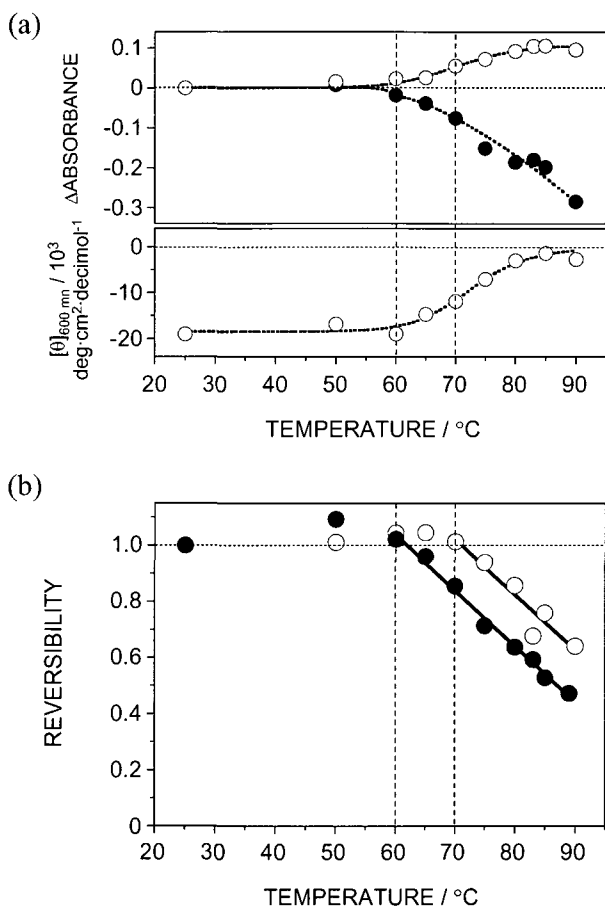 (a)
0.1
0
-0.1
-0.2
-0.3
ΔABSORBANCE
0
-10
-20
[θ]600 mn / 10³
deg·cm²·decimol⁻¹
20 30 40 50 60 70 80 90
TEMPERATURE / °C
(b)
1.0
0.8
0.6
0.4
0.2
0
REVERSIBILITY
20 30 40 50 60 70 80 90
TEMPERATURE / °C